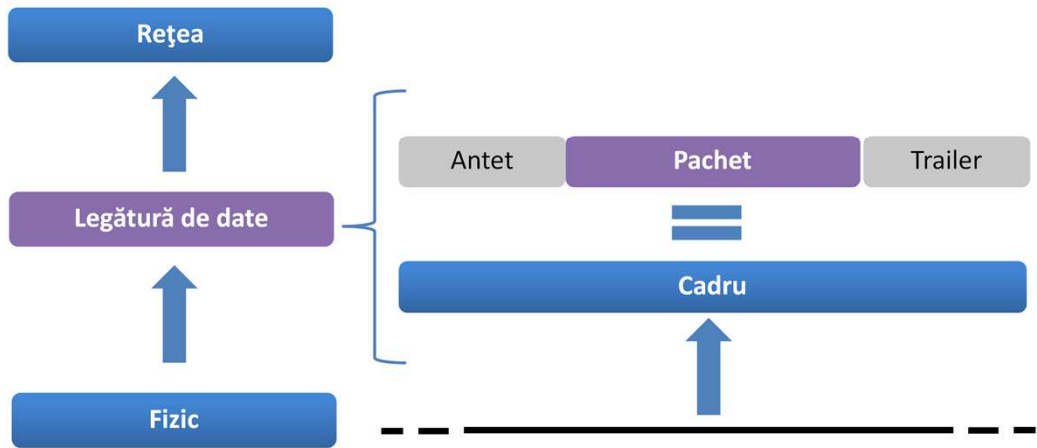 Reţea
Antet
Pachet
Trailer
Legătură de date
Cadru
Fizic